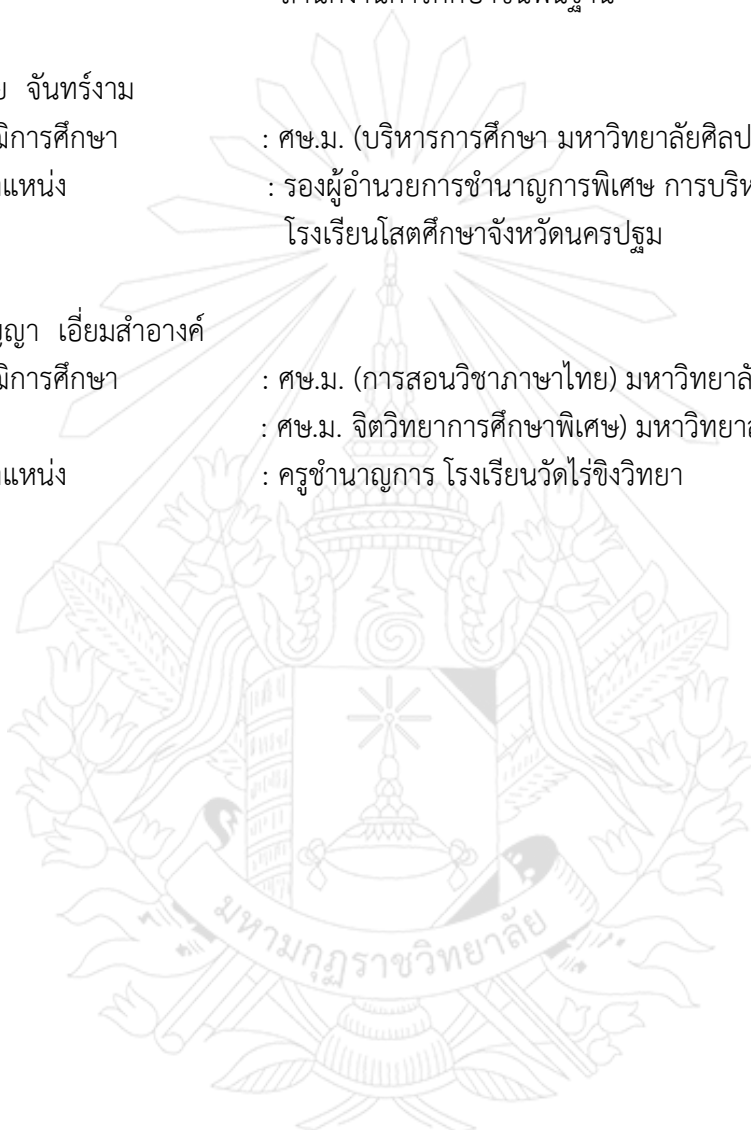 สำนักงานการศึกษาขั้นพื้นฐาน
จันทร์งาม
: ศษ.ม. (บริหารการศึกษา มหาวิทยาลัยศิลป
: รองผู้อำนวยการชำนาญการพิเศษ การบริห
โรงเรียนโสตศึกษาจังหวัดนครปฐม
เอี่ยมสำอางค์
มิการศึกษา : ศษ.ม. (การสอนวิชาภาษาไทย) มหาวิทยาลั
: ศษ.ม. จิตวิทยาการศึกษาพิเศษ) มหาวิทยาล
แหน่ง : ครูชำนาญการ โรงเรียนวัดไร่ขิงวิทยา
มหามกุฏราชวิทยาลัย